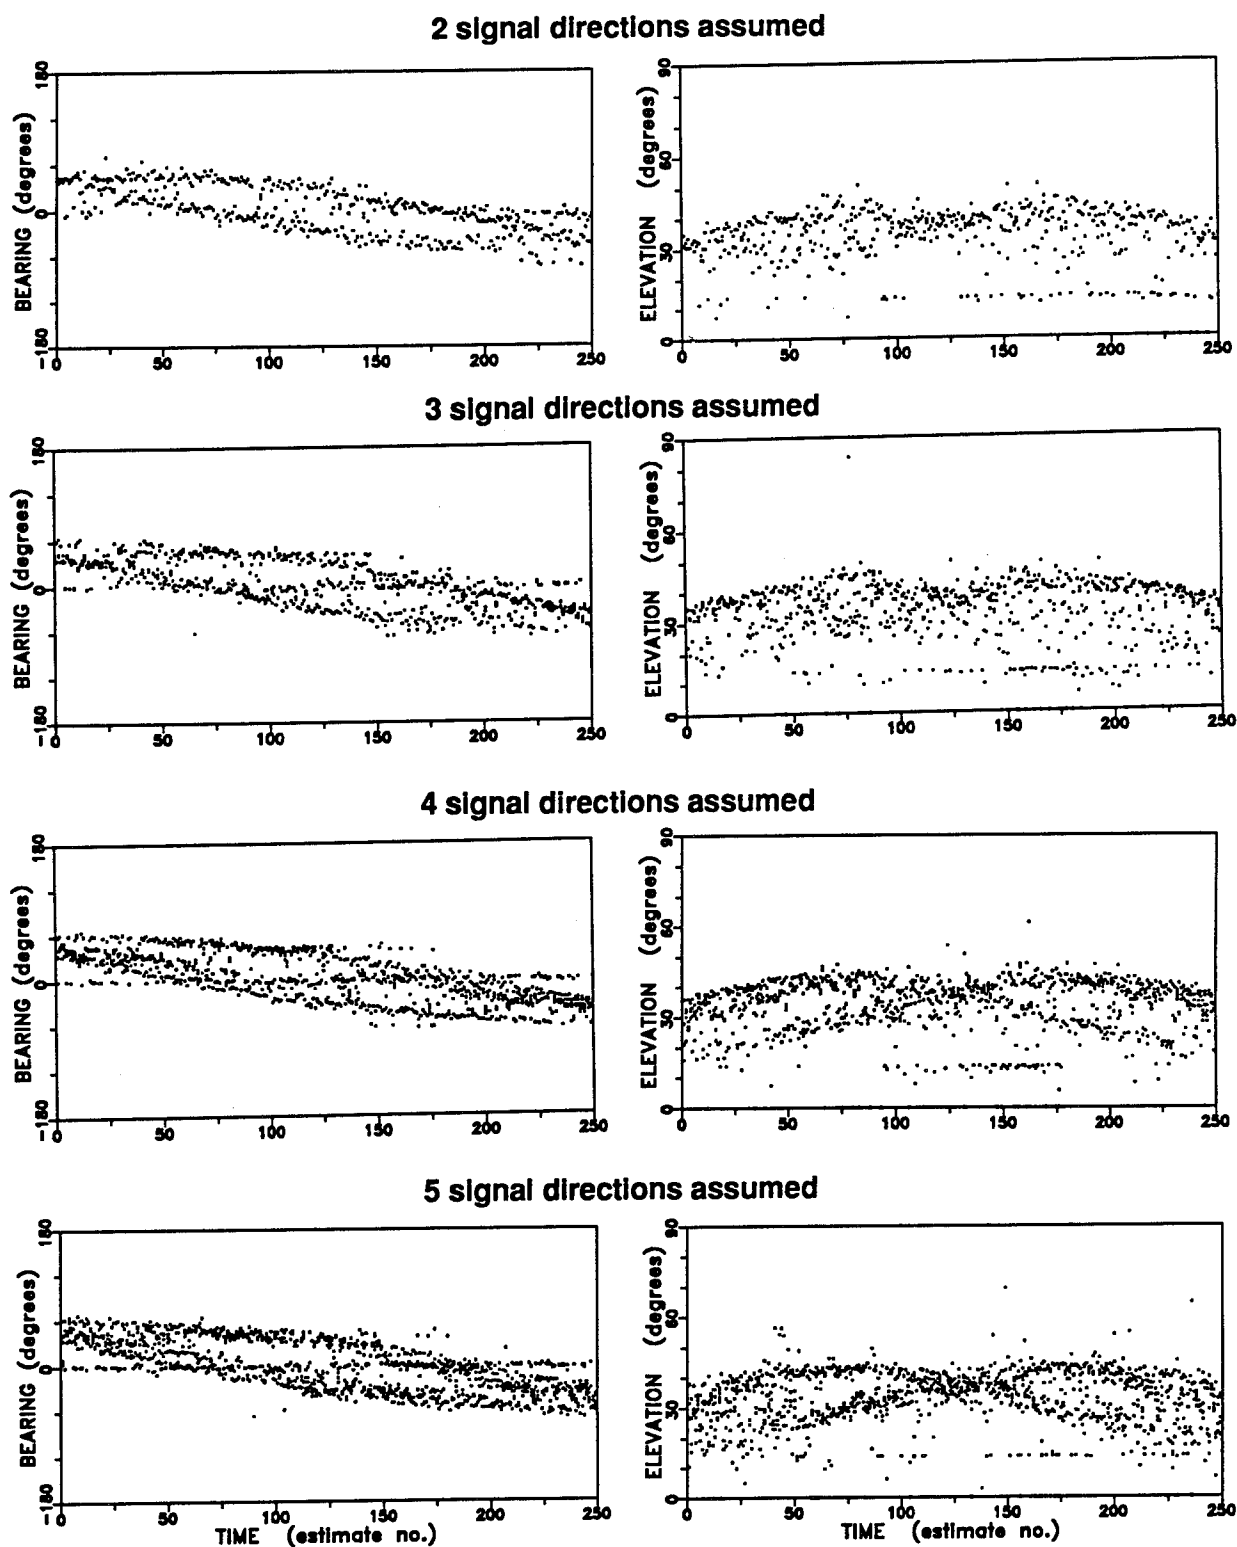 2 signal directions assumed
BEARING (degrees)
180
0
-180
0 50 100 150 200 250
ELEVATION (degrees)
90
60
30
0
0 50 100 150 200 250
3 signal directions assumed
BEARING (degrees)
180
0
-180
0 50 100 150 200 250
ELEVATION (degrees)
90
60
30
0
0 50 100 150 200 250
4 signal directions assumed
BEARING (degrees)
180
0
-180
0 50 100 150 200 250
ELEVATION (degrees)
90
60
30
0
0 50 100 150 200 250
5 signal directions assumed
BEARING (degrees)
180
0
-180
0 50 100 150 200 250
TIME (estimate no.)
ELEVATION (degrees)
90
60
30
0
0 50 100 150 200 250
TIME (estimate no.)